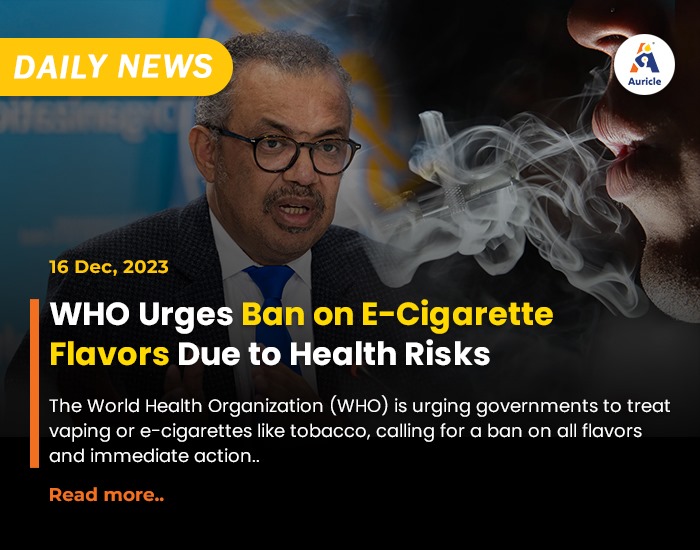 DAILY NEWS
Auricle
16 Dec, 2023
WHO Urges Ban on E-Cigarette
Flavors Due to Health Risks
The World Health Organization (WHO) is urging governments to treat
vaping or e-cigarettes like tobacco, calling for a ban on all flavors
and immediate action..
Read more..